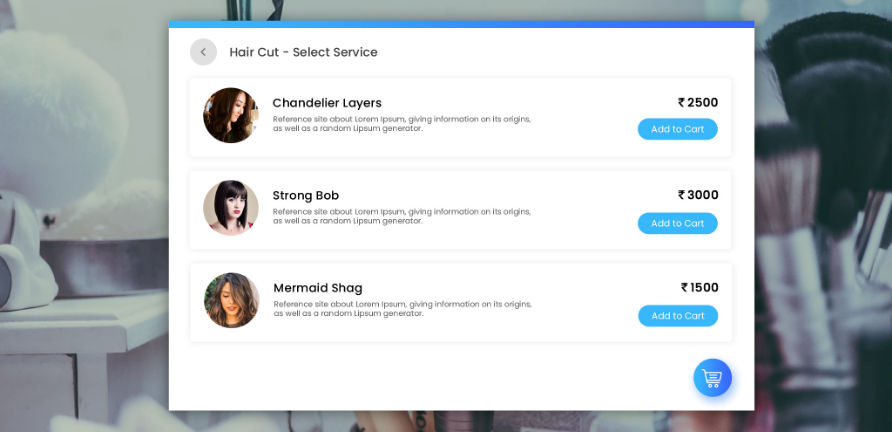 Hair Cut - Select Service
Chandelier Layers
₹ 2500
Reference site about Lorem Ipsum, giving information on its origins,
as well as a random Lipsum generator.
Add to Cart
Strong Bob
₹ 3000
Reference site about Lorem Ipsum, giving information on its origins,
as well as a random Lipsum generator.
Add to Cart
Mermaid Shag
₹ 1500
Reference site about Lorem Ipsum, giving information on its origins,
as well as a random Lipsum generator.
Add to Cart